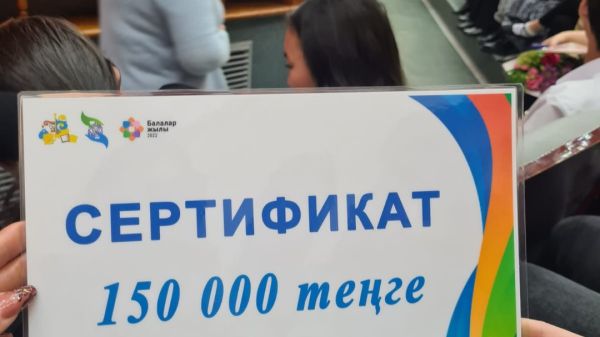 Балалар
жылы
2022
СЕРТИФИКАТ
150 000 теңге